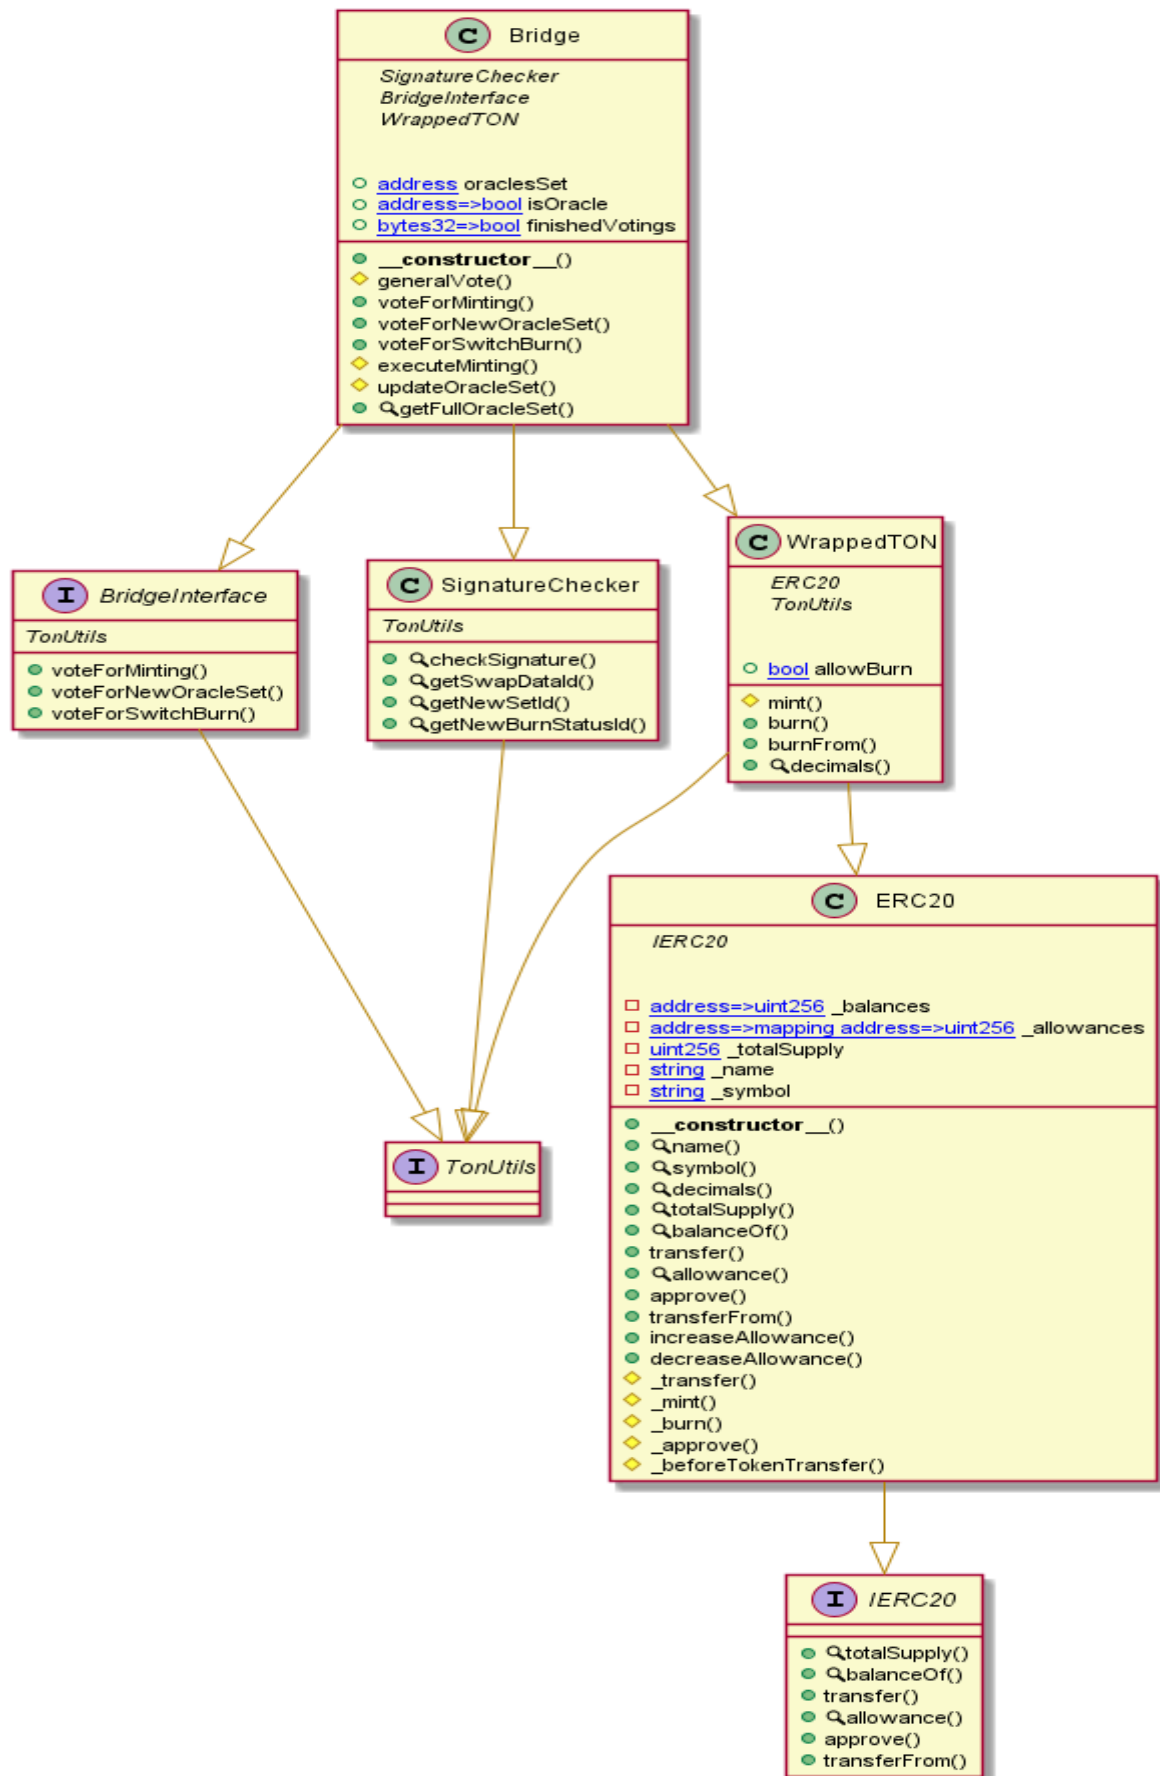 C Bridge
SignatureChecker
BridgeInterface
WrappedTON
address oraclesSet
address=>bool isOracle
bytes32=>bool finishedVotings
__constructor__()
generalVote()
voteForMinting()
voteForNewOracleSet()
voteForSwitchBurn()
executeMinting()
updateOracleSet()
getFullOracleSet()
I BridgeInterface
TonUtils
voteForMinting()
voteForNewOracleSet()
voteForSwitchBurn()
C SignatureChecker
TonUtils
checkSignature()
getSwapDataId()
getNewSetId()
getNewBurnStatusId()
C WrappedTON
ERC20
TonUtils
bool allowBurn
mint()
burn()
burnFrom()
decimals()
C ERC20
IERC20
address=>uint256 _balances
address=>mapping address=>uint256 _allowances
uint256 _totalSupply
string _name
string _symbol
__constructor__()
name()
symbol()
decimals()
totalSupply()
balanceOf()
transfer()
allowance()
approve()
transferFrom()
increaseAllowance()
decreaseAllowance()
_transfer()
_mint()
_burn()
_approve()
_beforeTokenTransfer()
I TonUtils
I IERC20
totalSupply()
balanceOf()
transfer()
allowance()
approve()
transferFrom()